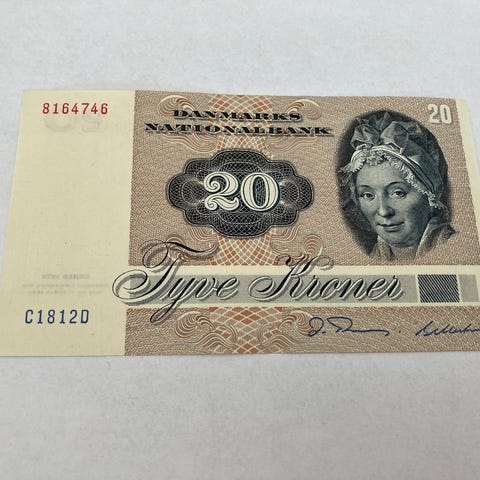 8164746
DANMARKS
NATIONALBANK
20
20
Tyve Kroner
C1812D